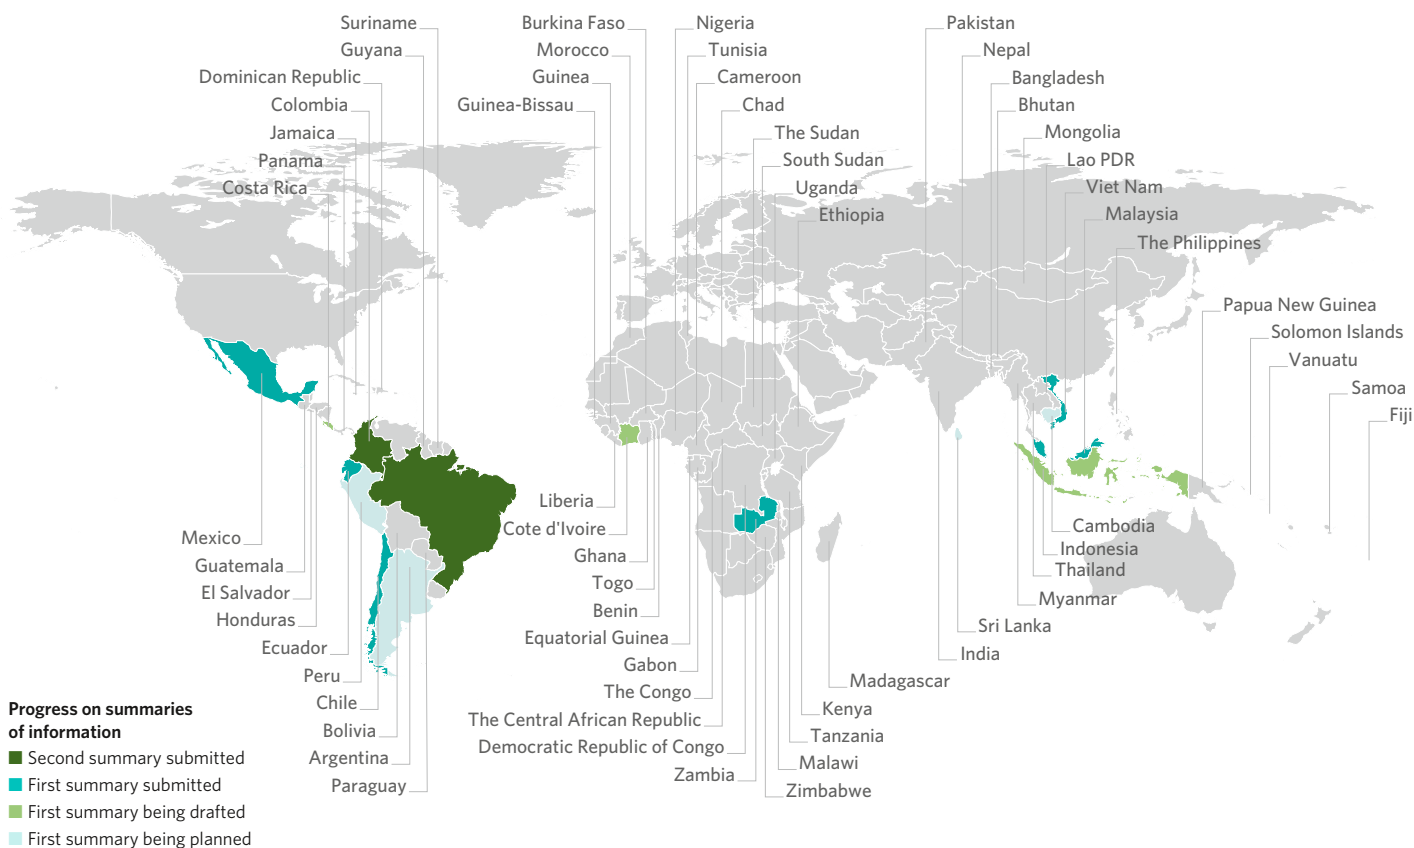 Suriname
Guyana
Dominican Republic
Colombia
Jamaica
Panama
Costa Rica
Burkina Faso
Morocco
Guinea
Guinea-Bissau
Nigeria
Tunisia
Cameroon
Chad
The Sudan
South Sudan
Uganda
Ethiopia
Pakistan
Nepal
Bangladesh
Bhutan
Mongolia
Lao PDR
Viet Nam
Malaysia
The Philippines
Papua New Guinea
Solomon Islands
Vanuatu
Samoa
Fiji
Mexico
Guatemala
El Salvador
Honduras
Ecuador
Peru
Chile
Bolivia
Argentina
Paraguay
Liberia
Cote d'Ivoire
Ghana
Togo
Benin
Equatorial Guinea
Gabon
The Congo
The Central African Republic
Democratic Republic of Congo
Zambia
Madagascar
Kenya
Tanzania
Malawi
Zimbabwe
Cambodia
Indonesia
Thailand
Myanmar
Sri Lanka
India
Progress on summaries
of information
Second summary submitted
First summary submitted
First summary being drafted
First summary being planned